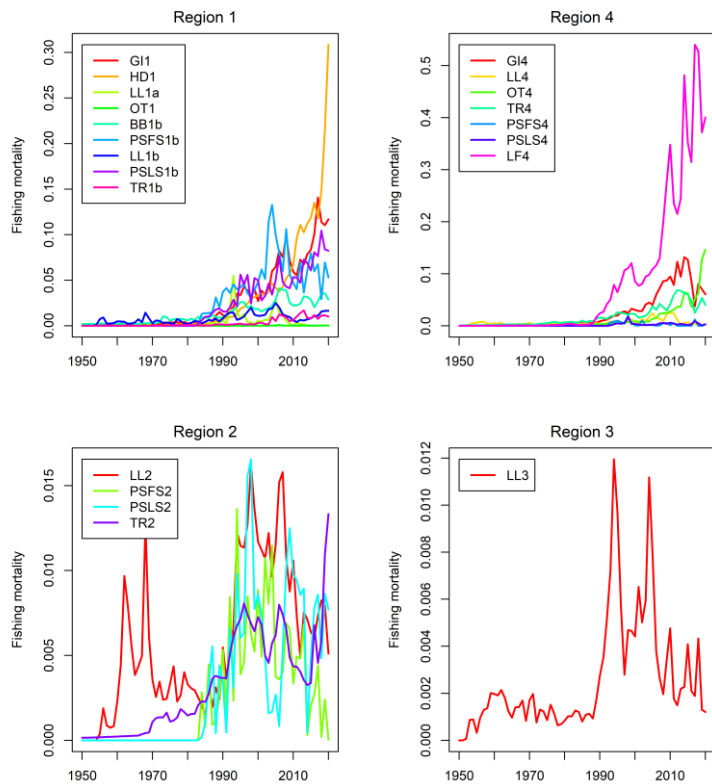 Region 1
Fishing mortality
0.00 0.05 0.10 0.15 0.20 0.25 0.30
GI1
HD1
LL1a
OT1
BB1b
PSFS1b
LL1b
PSLS1b
TR1b
1950 1970 1990 2010
Region 4
Fishing mortality
0.0 0.1 0.2 0.3 0.4 0.5
GI4
LL4
OT4
TR4
PSFS4
PSLS4
LF4
1950 1970 1990 2010
Region 2
Fishing mortality
0.000 0.005 0.010 0.015
LL2
PSFS2
PSLS2
TR2
1950 1970 1990 2010
Region 3
Fishing mortality
0.000 0.002 0.004 0.006 0.008 0.010 0.012
LL3
1950 1970 1990 2010